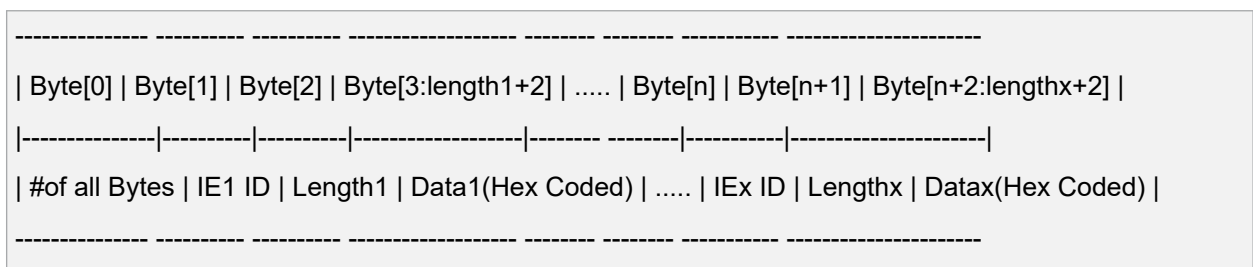 --------------- ---------- ---------- ------------------- -------- -------- ----------- ----------------------
| Byte[0] | Byte[1] | Byte[2] | Byte[3:length1+2] | ..... | Byte[n] | Byte[n+1] | Byte[n+2:lengthx+2] |
|---------------|----------|----------|-------------------|-------- --------|-----------|----------------------|
| #of all Bytes | IE1 ID | Length1 | Data1(Hex Coded) | ..... | IEx ID | Lengthx | Datax(Hex Coded) |
--------------- ---------- ---------- ------------------- -------- -------- ----------- ----------------------